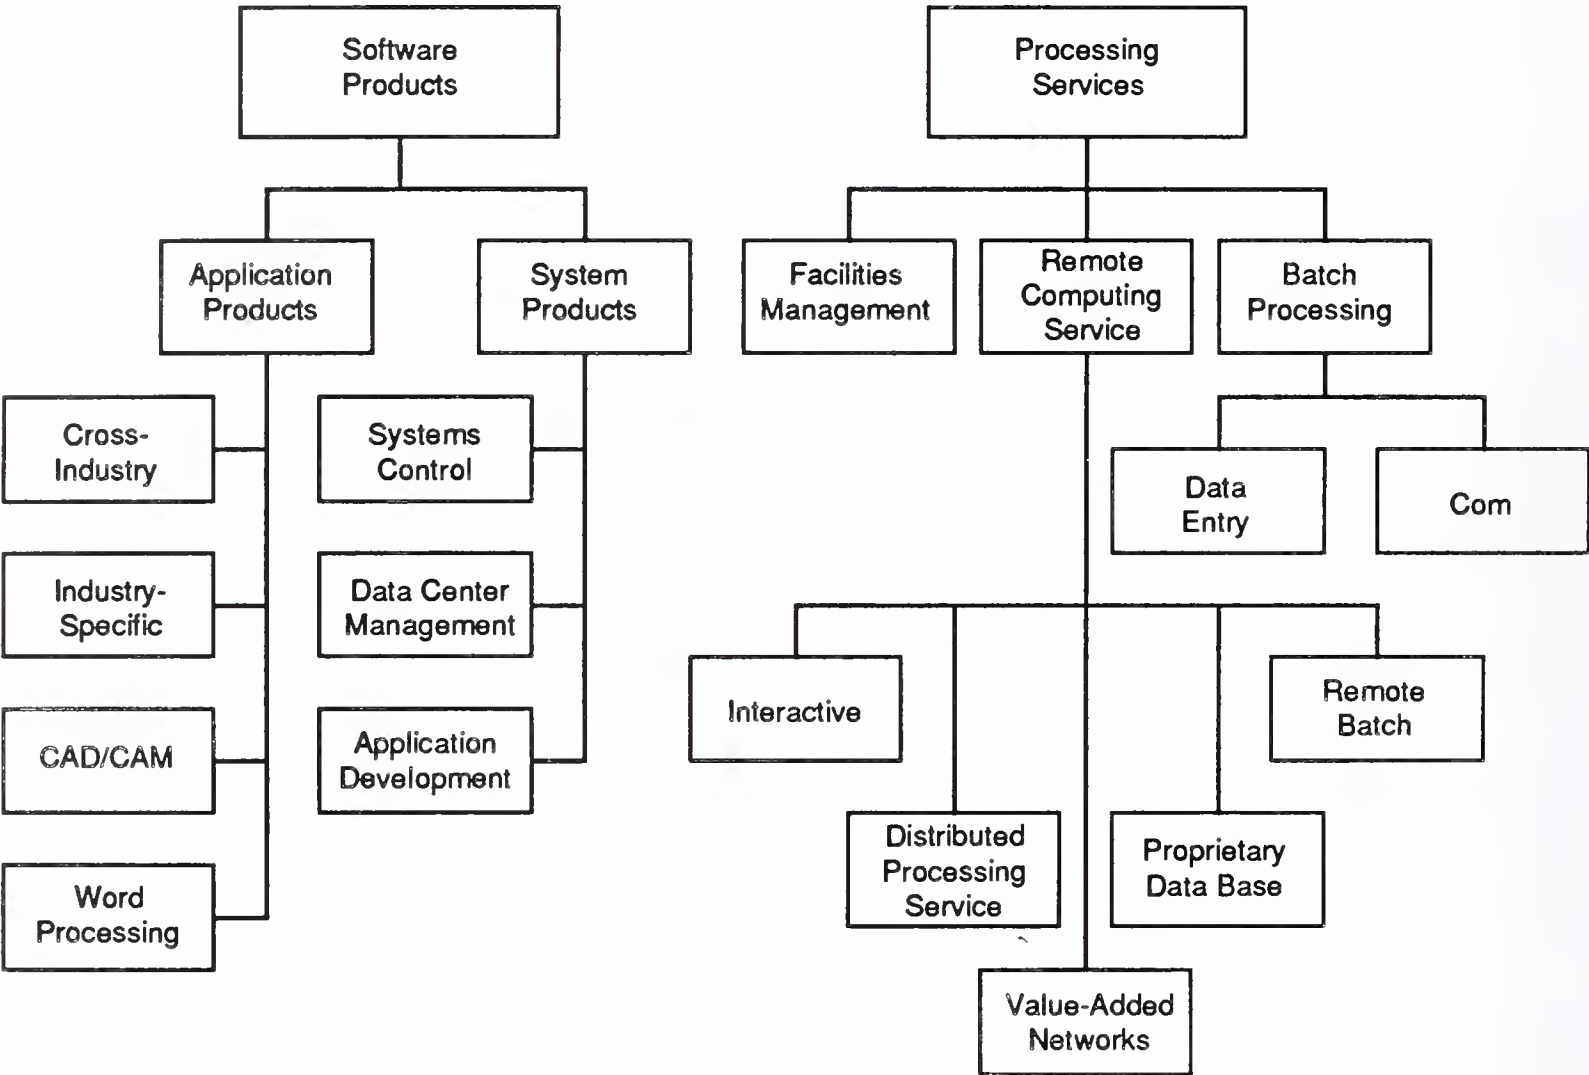 Software
Products
Processing
Services
Application
Products
System
Products
Facilities
Management
Remote
Computing
Service
Batch
Processing
Cross-
Industry
Systems
Control
Data
Entry
Com
Industry-
Specific
Data Center
Management
Interactive
Remote
Batch
CAD/CAM
Application
Development
Distributed
Processing
Service
Proprietary
Data Base
Word
Processing
Value-Added
Networks